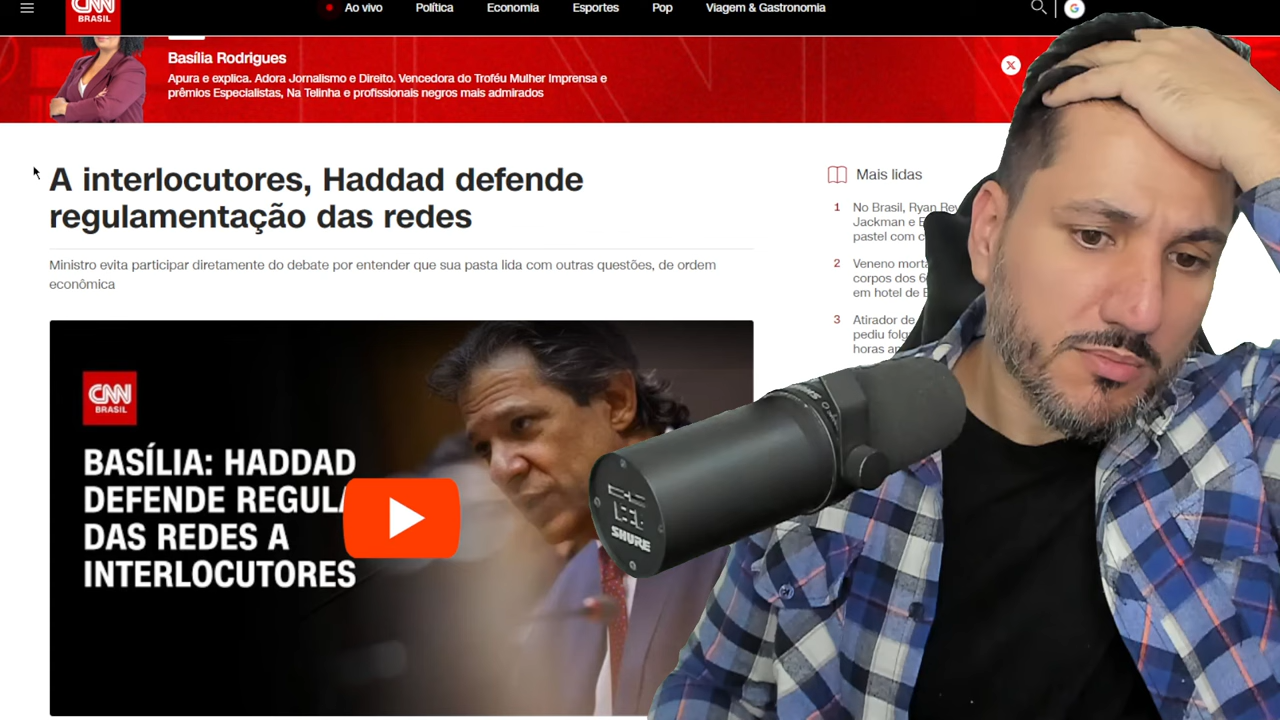 CNN
BRASIL
Ao vivo
Política
Economia
Esportes
Pop
Viagem & Gastronomia
G
Basília Rodrigues
Apura e explica. Adora Jornalismo e Direito. Vencedora do Troféu Mulher Imprensa e
prêmios Especialistas, Na Telinha e profissionais negros mais admirados
X
A interlocutores, Haddad defende
regulamentação das redes
Ministro evita participar diretamente do debate por entender que sua pasta lida com outras questões, de ordem
econômica
CNN
BRASIL
BASÍLIA: HADDAD
DEFENDE REGULA
DAS REDES A
INTERLOCUTORES
Mais lidas
1 No Brasil, Ryan
Jackman e
pastel com
2 Veneno
corpos dos
em hotel de
3 Atirador de
pediu
horas
SHURE